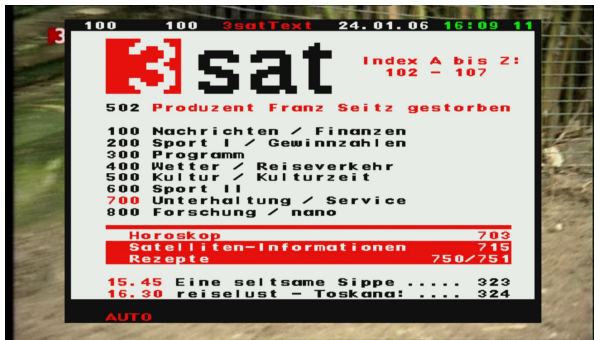 100 100 3satText 24.01.06 16:09 11
3
3sat
Index A bis Z:
102 - 107
502 Produzent Franz Seitz gestorben
100 Nachrichten / Finanzen
200 Sport I / Gewinnzahlen
300 Programm
400 Wetter / Reiseverkehr
500 Kultur / Kulturzeit
600 Sport II
700 Unterhaltung / Service
800 Forschung / nano
Horoskop 703
Satelliten-Informationen 715
Rezepte 750/751
15.45 Eine seltsame Sippe ..... 323
16.30 reiselust - Toskana: .... 324
AUTO